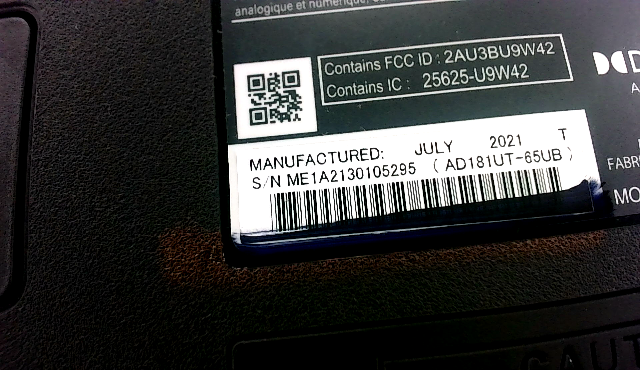 analogique et numérique,
Contains FCC ID : 2AU3BU9W42
Contains IC : 25625-U9W42
MANUFACTURED: JULY 2021 T
S/N ME1A2130105295 ( AD181UT-65UB )
FABR
MO
CAUT